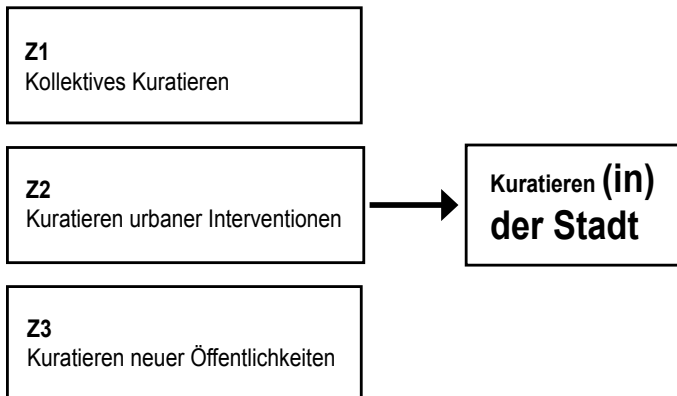 Z1
Kollektives Kuratieren
Z2
Kuratieren urbaner Interventionen
Z3
Kuratieren neuer Öffentlichkeiten
Kuratieren (in)
der Stadt